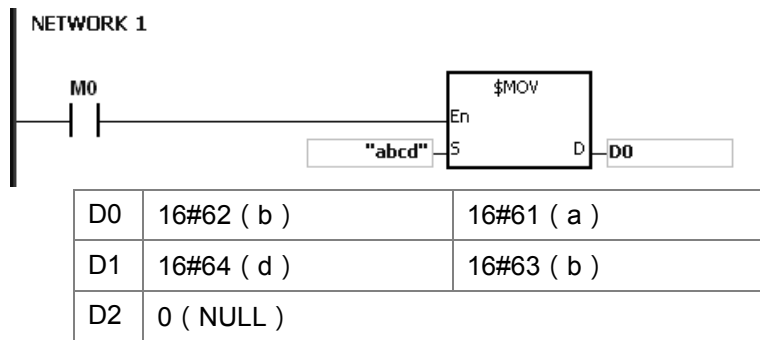 NETWORK 1
M0
$MOV
En
"abcd" S D D0
D0 16#62 ( b ) 16#61 ( a )
D1 16#64 ( d ) 16#63 ( b )
D2 0 ( NULL )